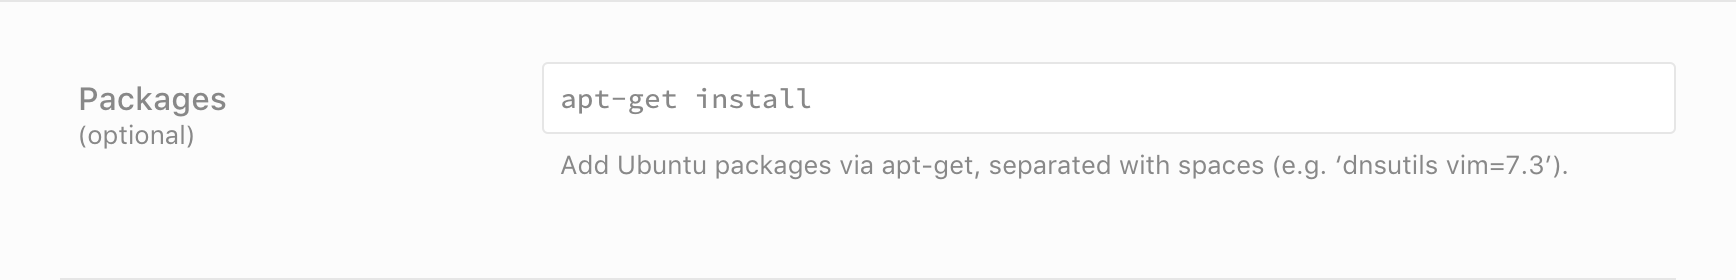 Packages
(optional)
apt-get install
Add Ubuntu packages via apt-get, separated with spaces (e.g. ‘dnsutils vim=7.3’).